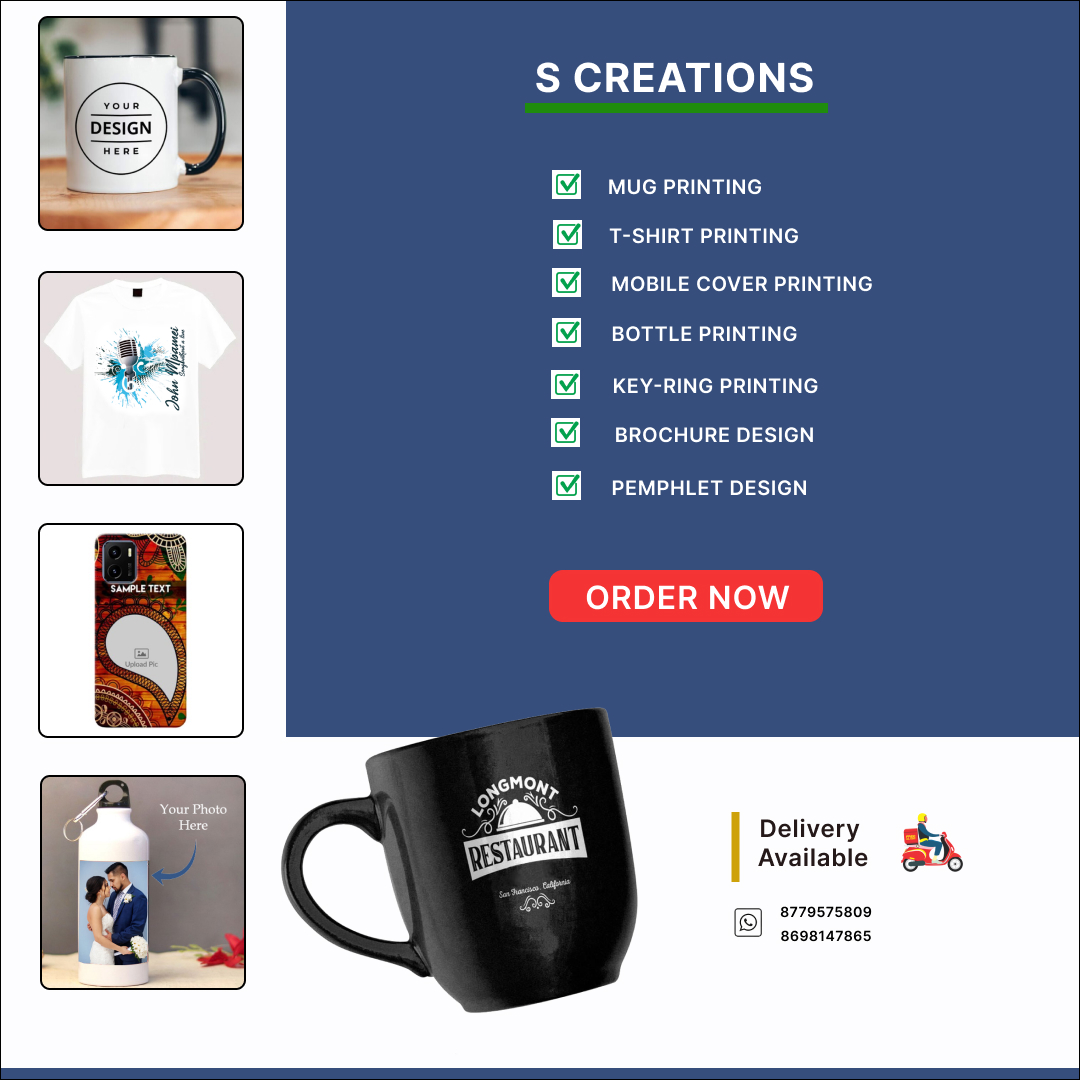 YOUR
DESIGN
HERE
John Mpamei
SAMPLE TEXT
Upload Pic
Your Photo
Here
S CREATIONS
MUG PRINTING
T-SHIRT PRINTING
MOBILE COVER PRINTING
BOTTLE PRINTING
KEY-RING PRINTING
BROCHURE DESIGN
PEMPHLET DESIGN
ORDER NOW
LONGMONT
RESTAURANT
San Francisco, California
Delivery
Available
8779575809
8698147865